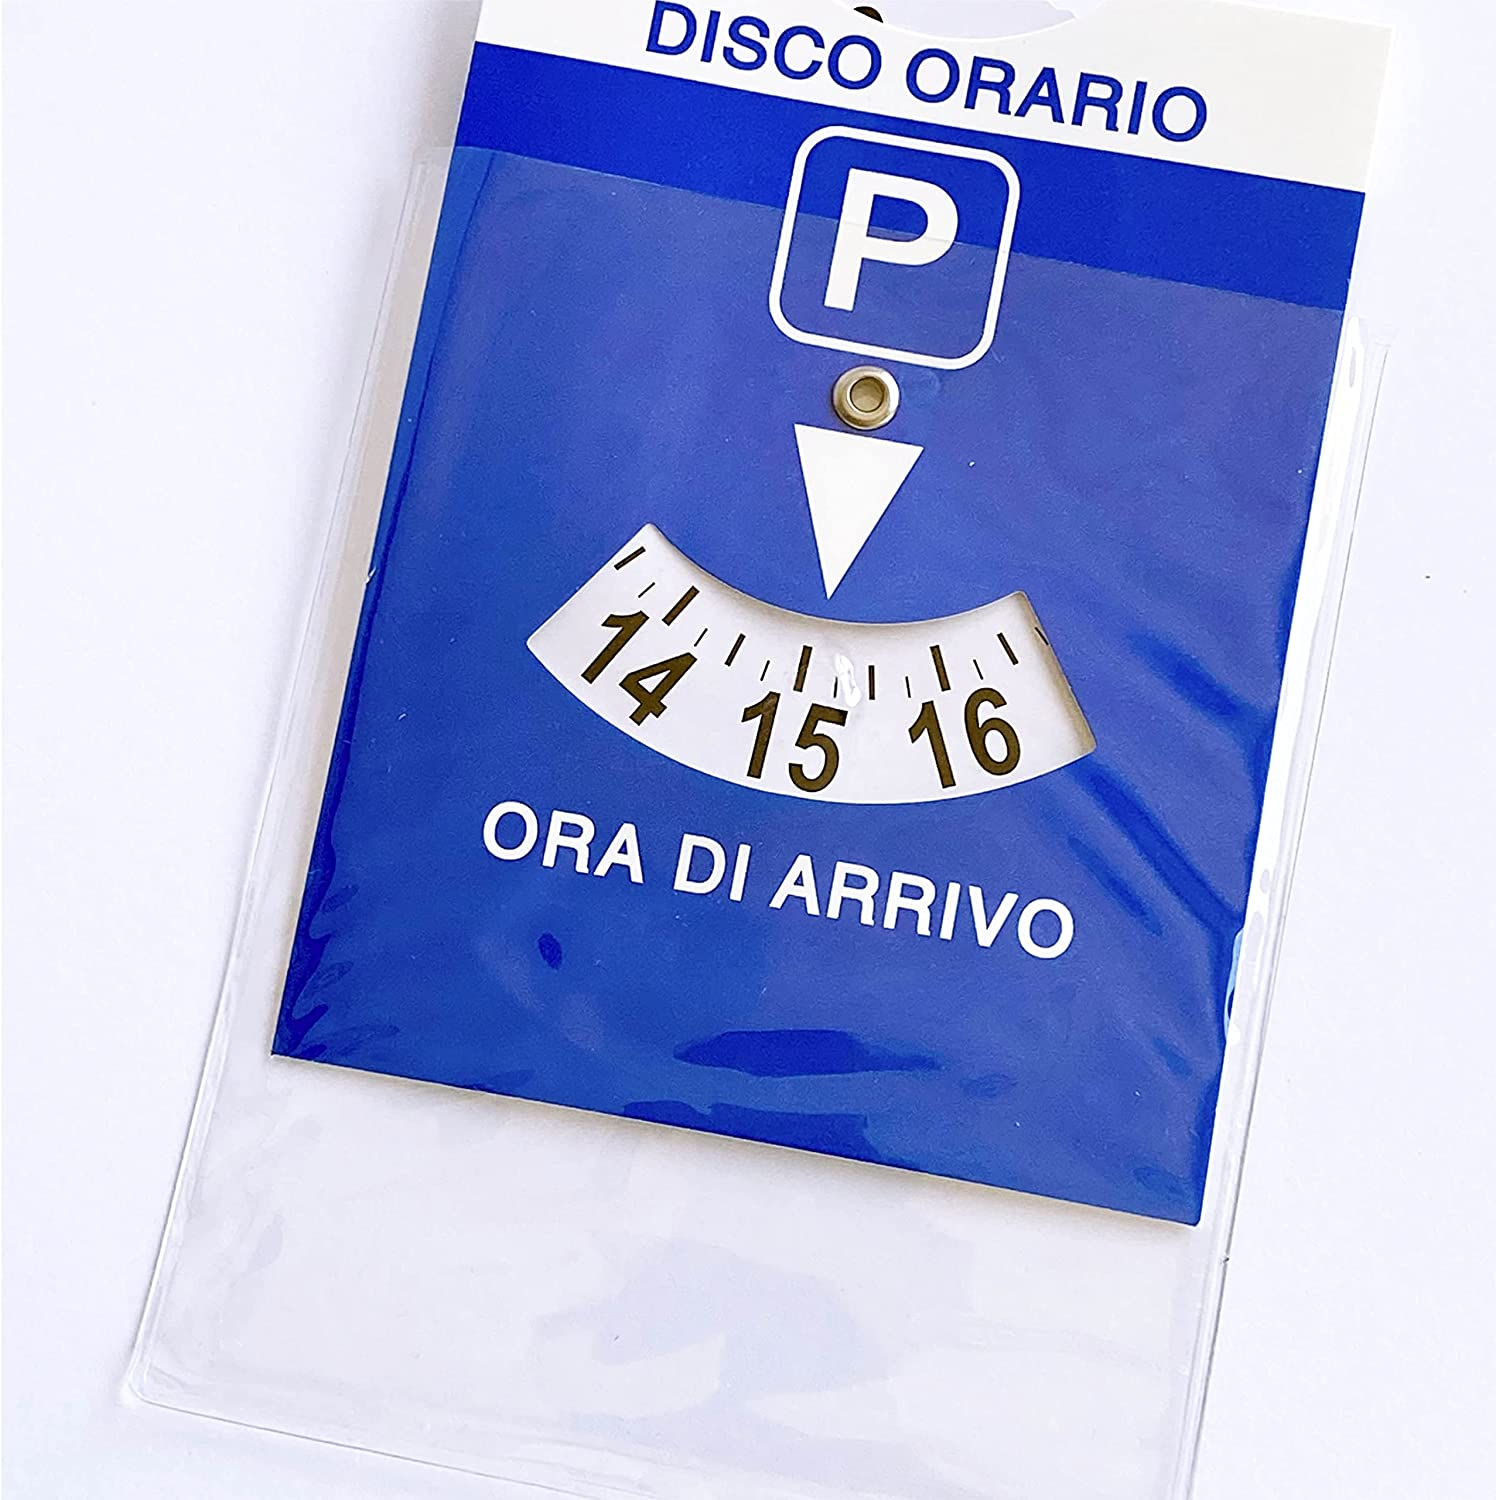 DISCO ORARIO
P
14 15 16
ORA DI ARRIVO